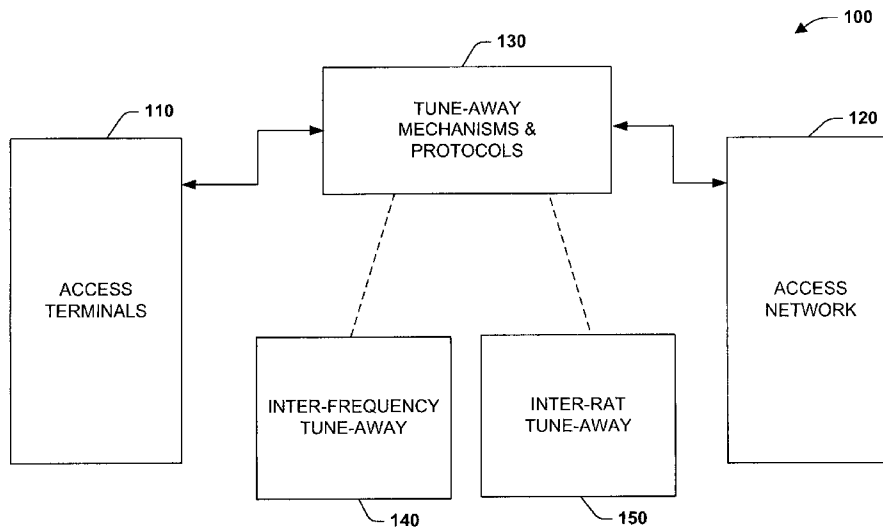 100
130
110
TUNE-AWAY
MECHANISMS &
PROTOCOLS
120
ACCESS
TERMINALS
ACCESS
NETWORK
INTER-FREQUENCY
TUNE-AWAY
INTER-RAT
TUNE-AWAY
140
150